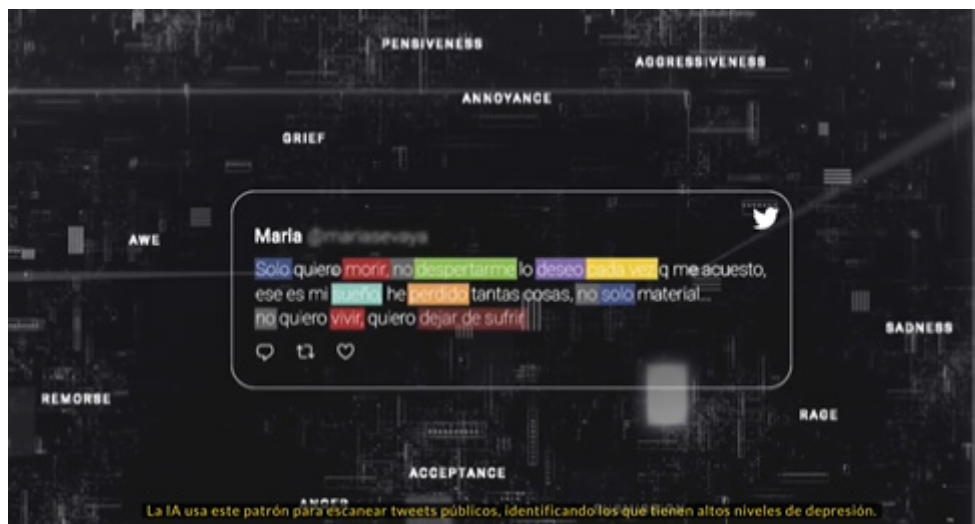 PENSIVENESS
AGGRESSIVENESS
ANNOYANCE
GRIEF
AWE
Maria @mariasevaya
Solo quiero morir, no despertarme lo deseo cada vez q me acuesto,
ese es mi sueño, he perdido tantas cosas, no solo material...
no quiero vivir, quiero dejar de sufrir
SADNESS
REMORSE
RAGE
ACCEPTANCE
ANGER
La IA usa este patrón para escanear tweets públicos, identificando los que tienen altos niveles de depresión.